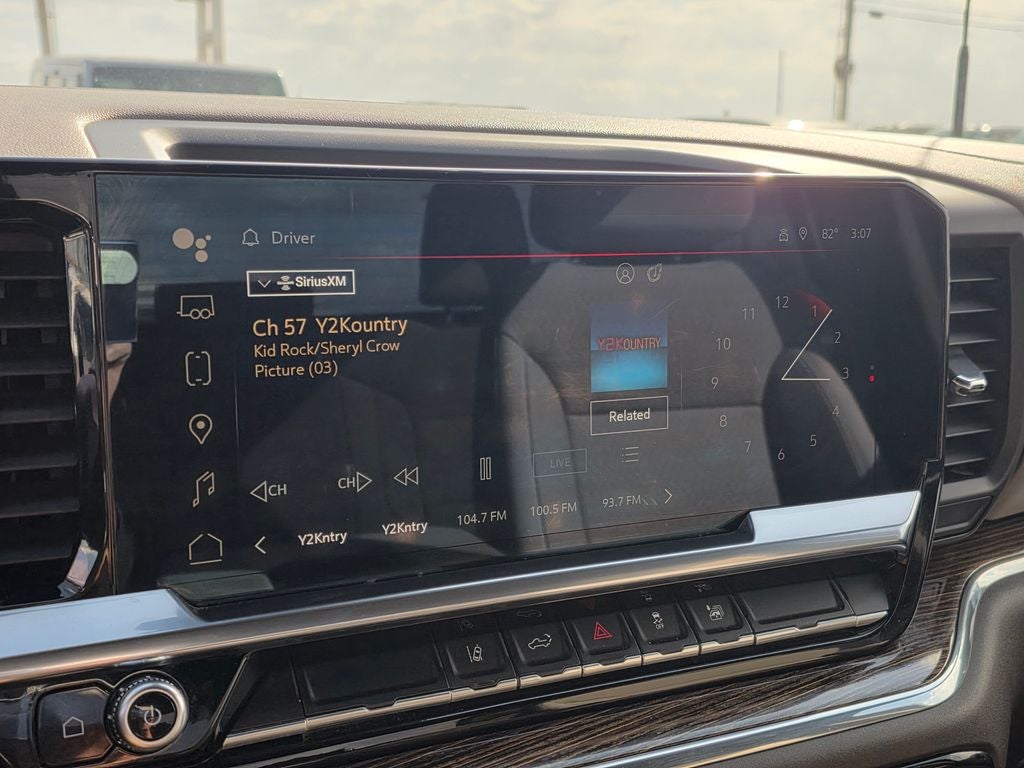 Driver
82° 3:07
SiriusXM
Ch 57 Y2Kountry
Kid Rock/Sheryl Crow
Picture (03)
Y2KOUNTRY
Related
LIVE
CH
CH
Y2Kntry
Y2Kntry
104.7 FM
100.5 FM
93.7 FM
12
1
2
3
4
5
6
7
8
9
10
11
OFF